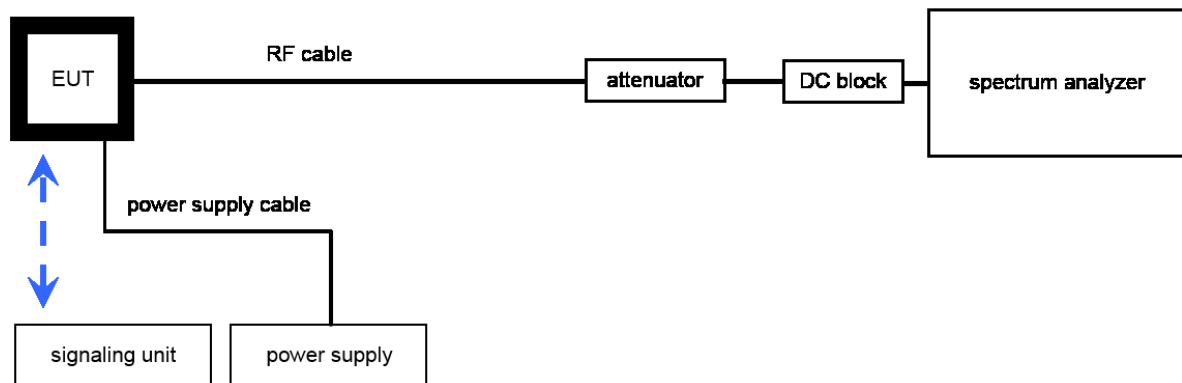 RF cable
EUT
attenuator
DC block
spectrum analyzer
power supply cable
signaling unit
power supply